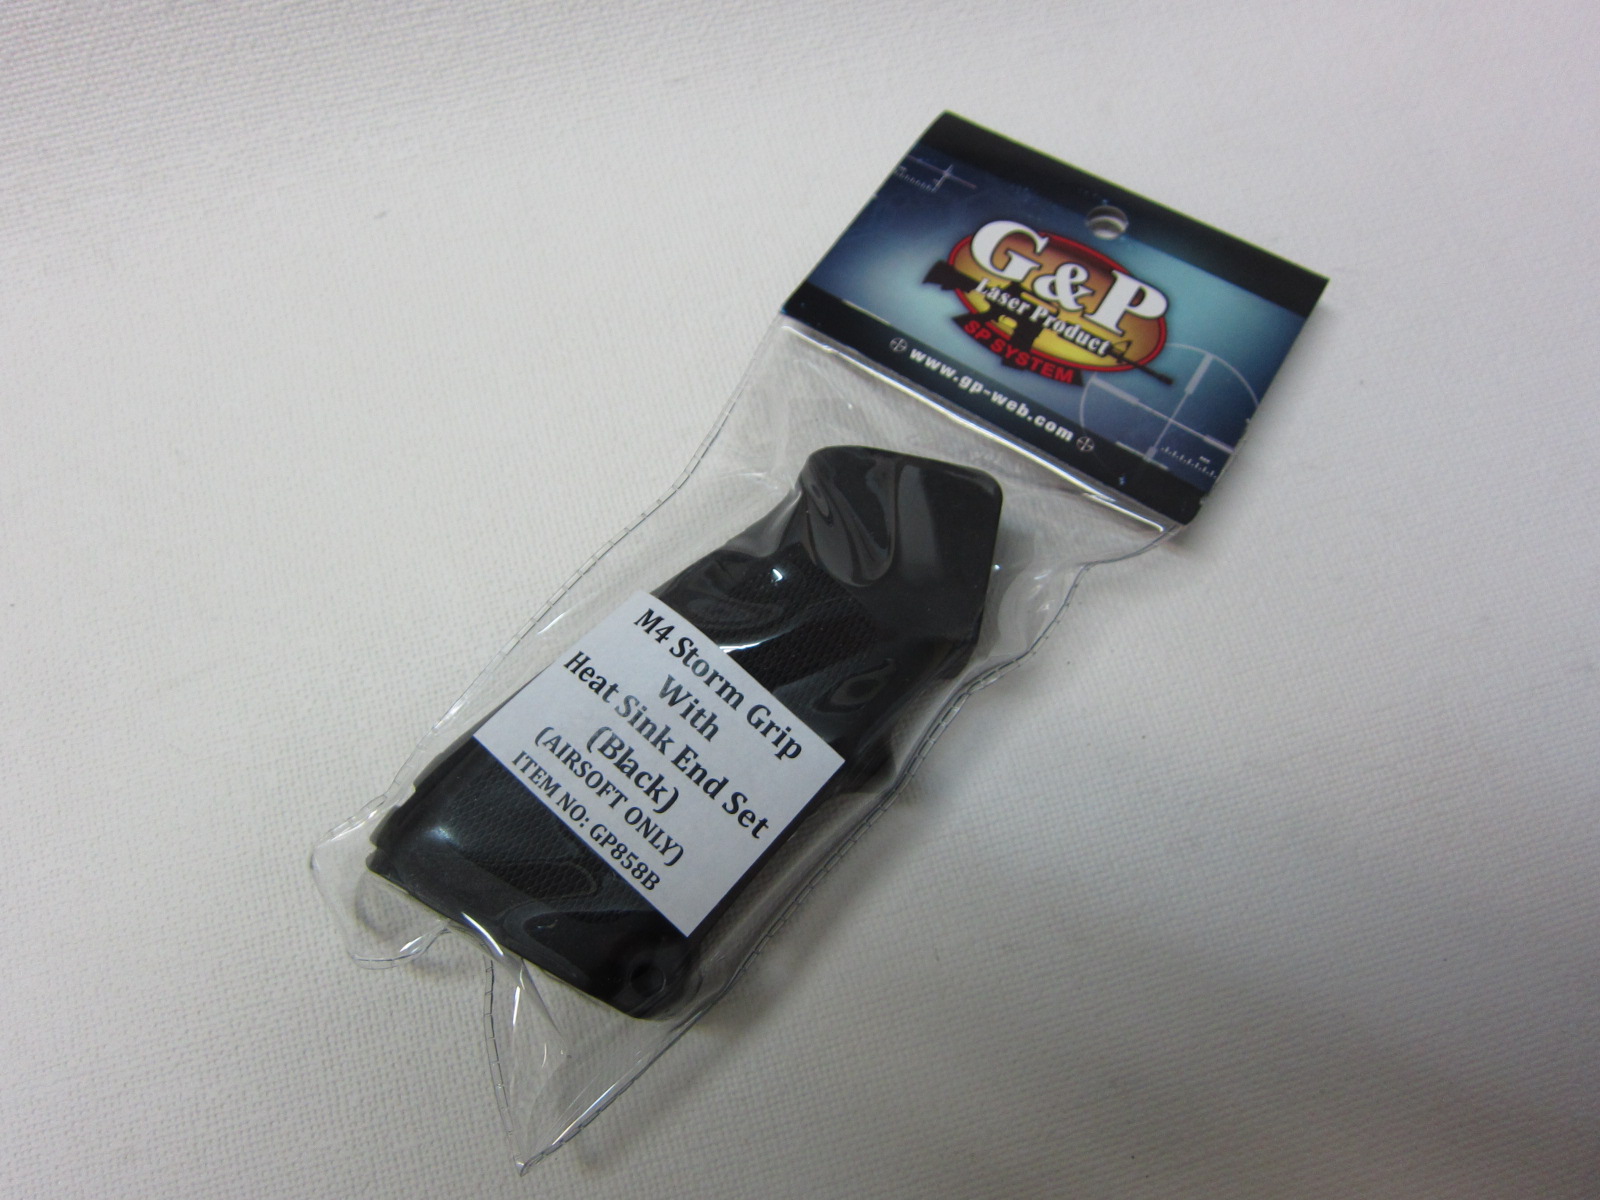 G&P
Laser Product
SP SYSTEM
www.gp-web.com
M4 Storm Grip
With
Heat Sink End Set
(Black)
(AIRSOFT ONLY)
ITEM NO: GP858B